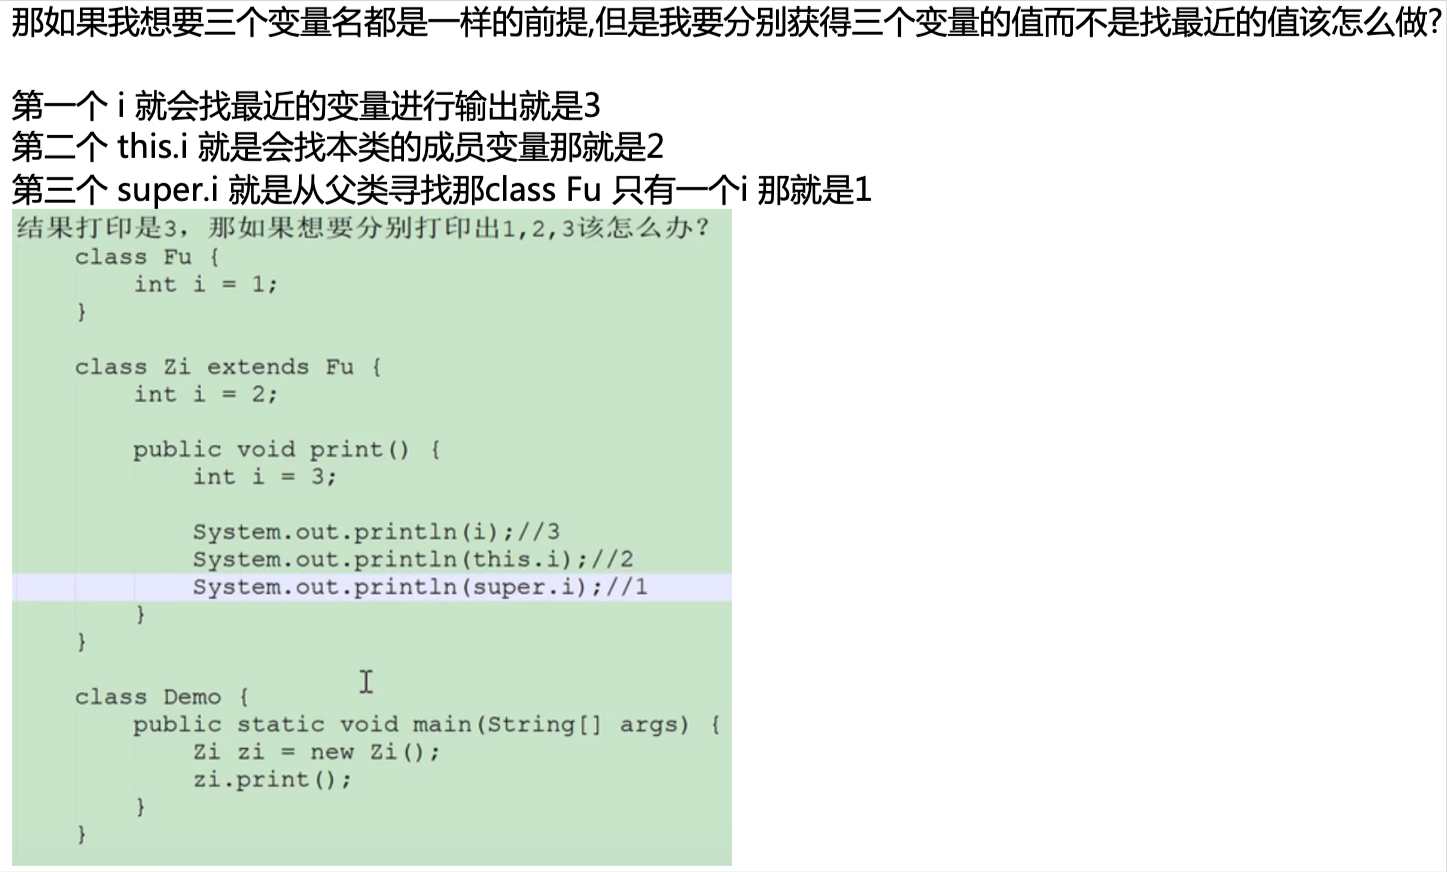 那如果我想要三个变量名都是一样的前提,但是我要分别获得三个变量的值而不是找最近的值该怎么做?
第一个 i 就会找最近的变量进行输出就是3
第二个 this.i 就是会找本类的成员变量那就是2
第三个 super.i 就是从父类寻找那class Fu 只有一个i 那就是1
结果打印是3，那如果想要分别打印出1,2,3该怎么办？
class Fu {
int i = 1;
}
class Zi extends Fu {
int i = 2;
public void print() {
int i = 3;
System.out.println(i);//3
System.out.println(this.i);//2
System.out.println(super.i);//1
}
}
class Demo {
public static void main(String[] args) {
Zi zi = new Zi();
zi.print();
}
}